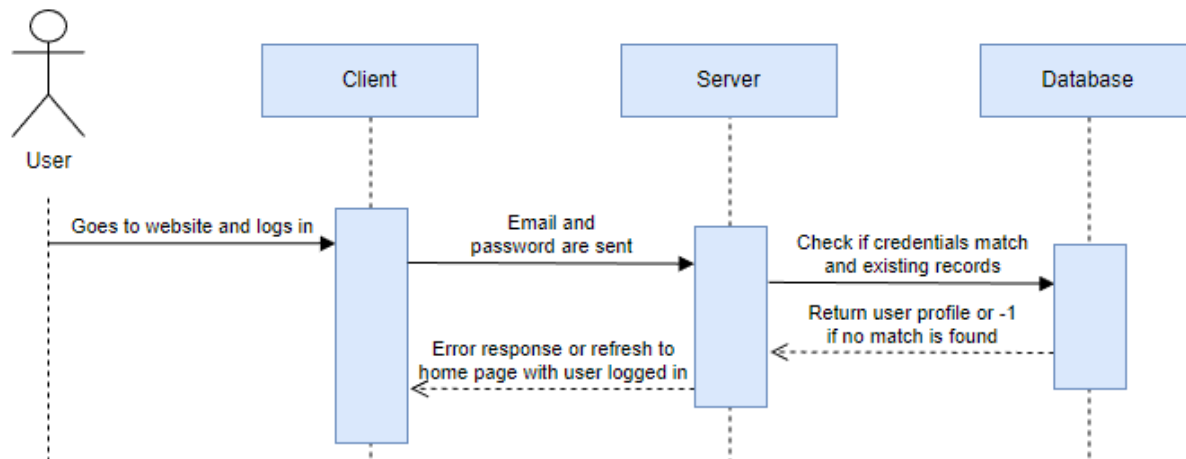 Client
Server
Database
User
Goes to website and logs in
Email and
password are sent
Check if credentials match
and existing records
Return user profile or -1
if no match is found
Error response or refresh to
home page with user logged in